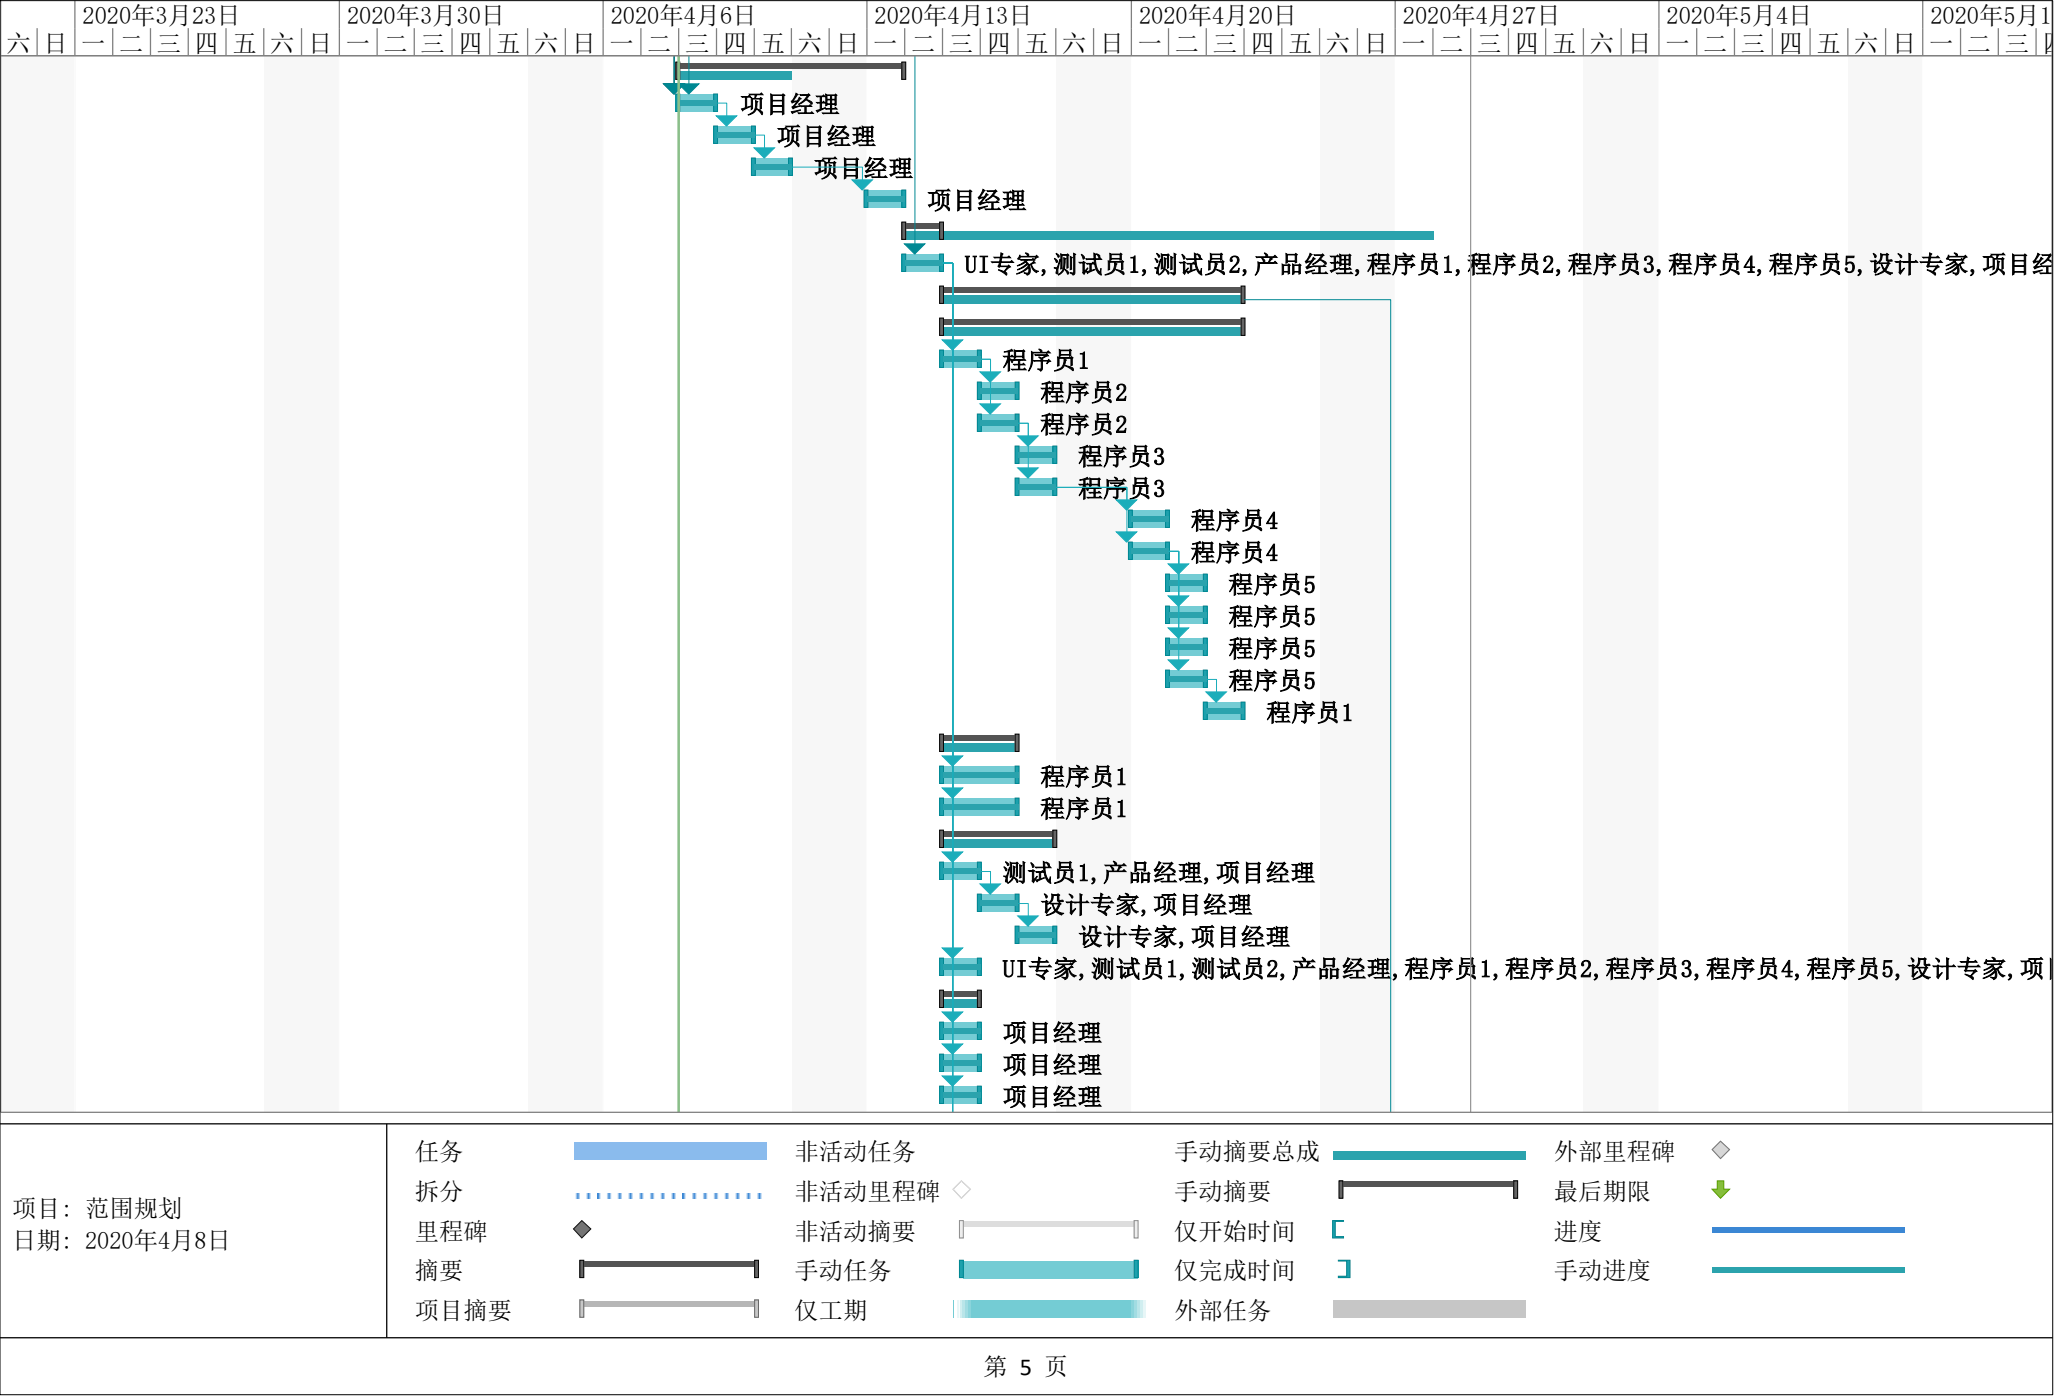 2020年3月23日 2020年3月30日 2020年4月6日 2020年4月13日 2020年4月20日 2020年4月27日 2020年5月4日 2020年5月1
六 日 一 二 三 四 五 六 日 一 二 三 四 五 六 日 一 二 三 四 五 六 日 一 二 三 四 五 六 日 一 二 三 四 五 六 日 一 二 三 四 五 六 日 一 二 三 四 五 六 日 一 二 三
项目经理
项目经理
项目经理
项目经理
UI专家,测试员1,测试员2,产品经理,程序员1,程序员2,程序员3,程序员4,程序员5,设计专家,项目经
程序员1
程序员2
程序员2
程序员3
程序员3
程序员4
程序员4
程序员5
程序员5
程序员5
程序员5
程序员1
程序员1
程序员1
测试员1,产品经理,项目经理
设计专家,项目经理
设计专家,项目经理
UI专家,测试员1,测试员2,产品经理,程序员1,程序员2,程序员3,程序员4,程序员5,设计专家,项
项目经理
项目经理
项目经理
项目: 范围规划
日期: 2020年4月8日
任务 非活动任务 手动摘要总成 外部里程碑
拆分 非活动里程碑 手动摘要 最后期限
里程碑 非活动摘要 仅开始时间 进度
摘要 手动任务 仅完成时间 手动进度
项目摘要 仅工期 外部任务
第 5 页